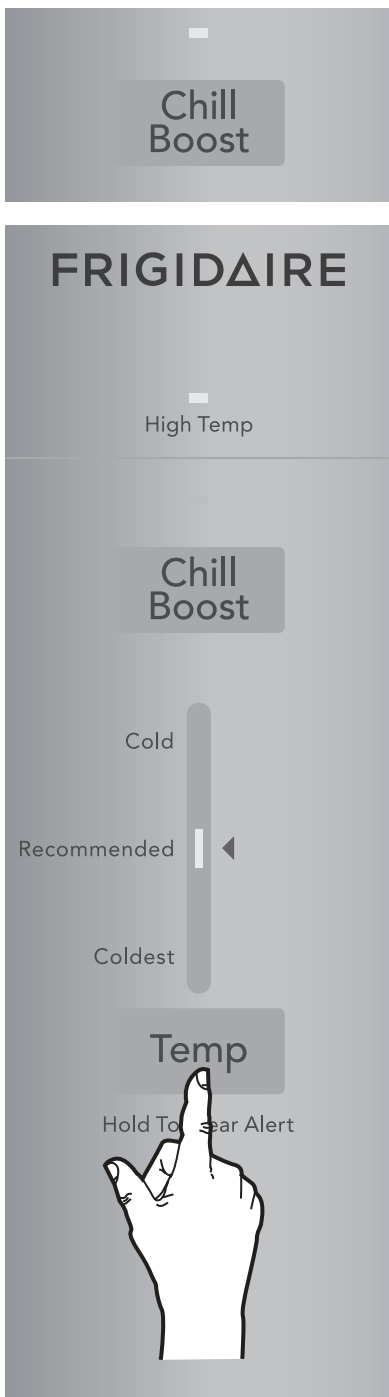 Chill
Boost
FRIGIDAIRE
High Temp
Chill
Boost
Cold
Recommended
Coldest
Temp
Hold To ear Alert